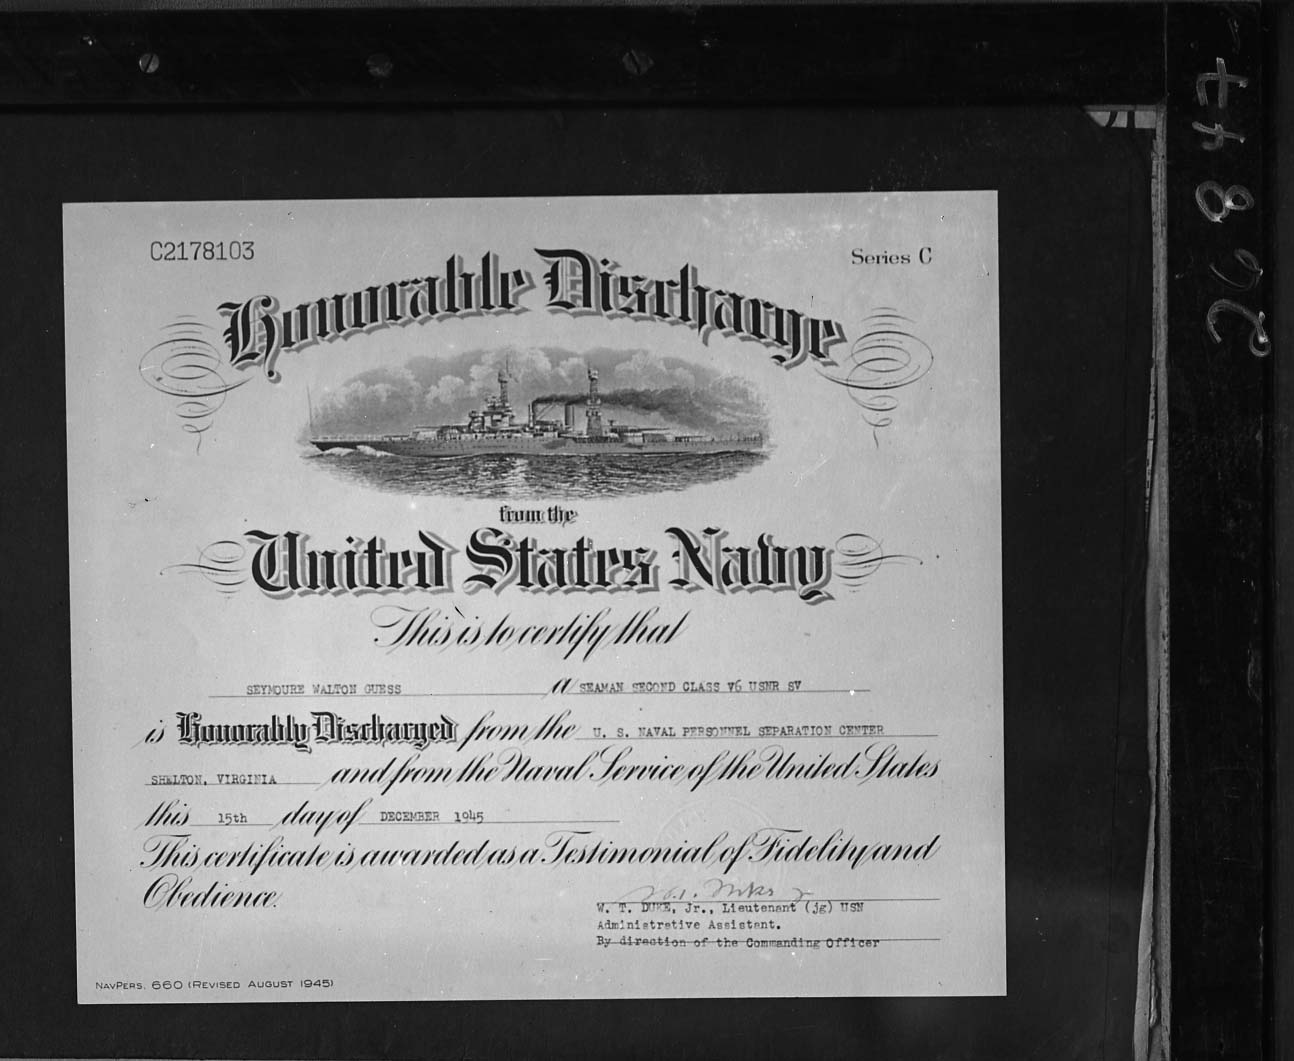 C2178103
Series C
Honorable Discharge
from the
United States Navy
This is to certify that
SEYMOURE WALTON GUESS a SEAMAN SECOND CLASS V6 USNR SV
is Honorably Discharged from the U. S. NAVAL PERSONNEL SEPARATION CENTER
SHELTON, VIRGINIA and from the Naval Service of the United States
this 15th day of DECEMBER 1945
This certificate is awarded as a Testimonial of Fidelity and
Obedience.
W. T. DUKE, Jr., Lieutenant (jg) USN
Administrative Assistant.
By direction of the Commanding Officer
NAVPERS. 660 (REVISED AUGUST 1945)